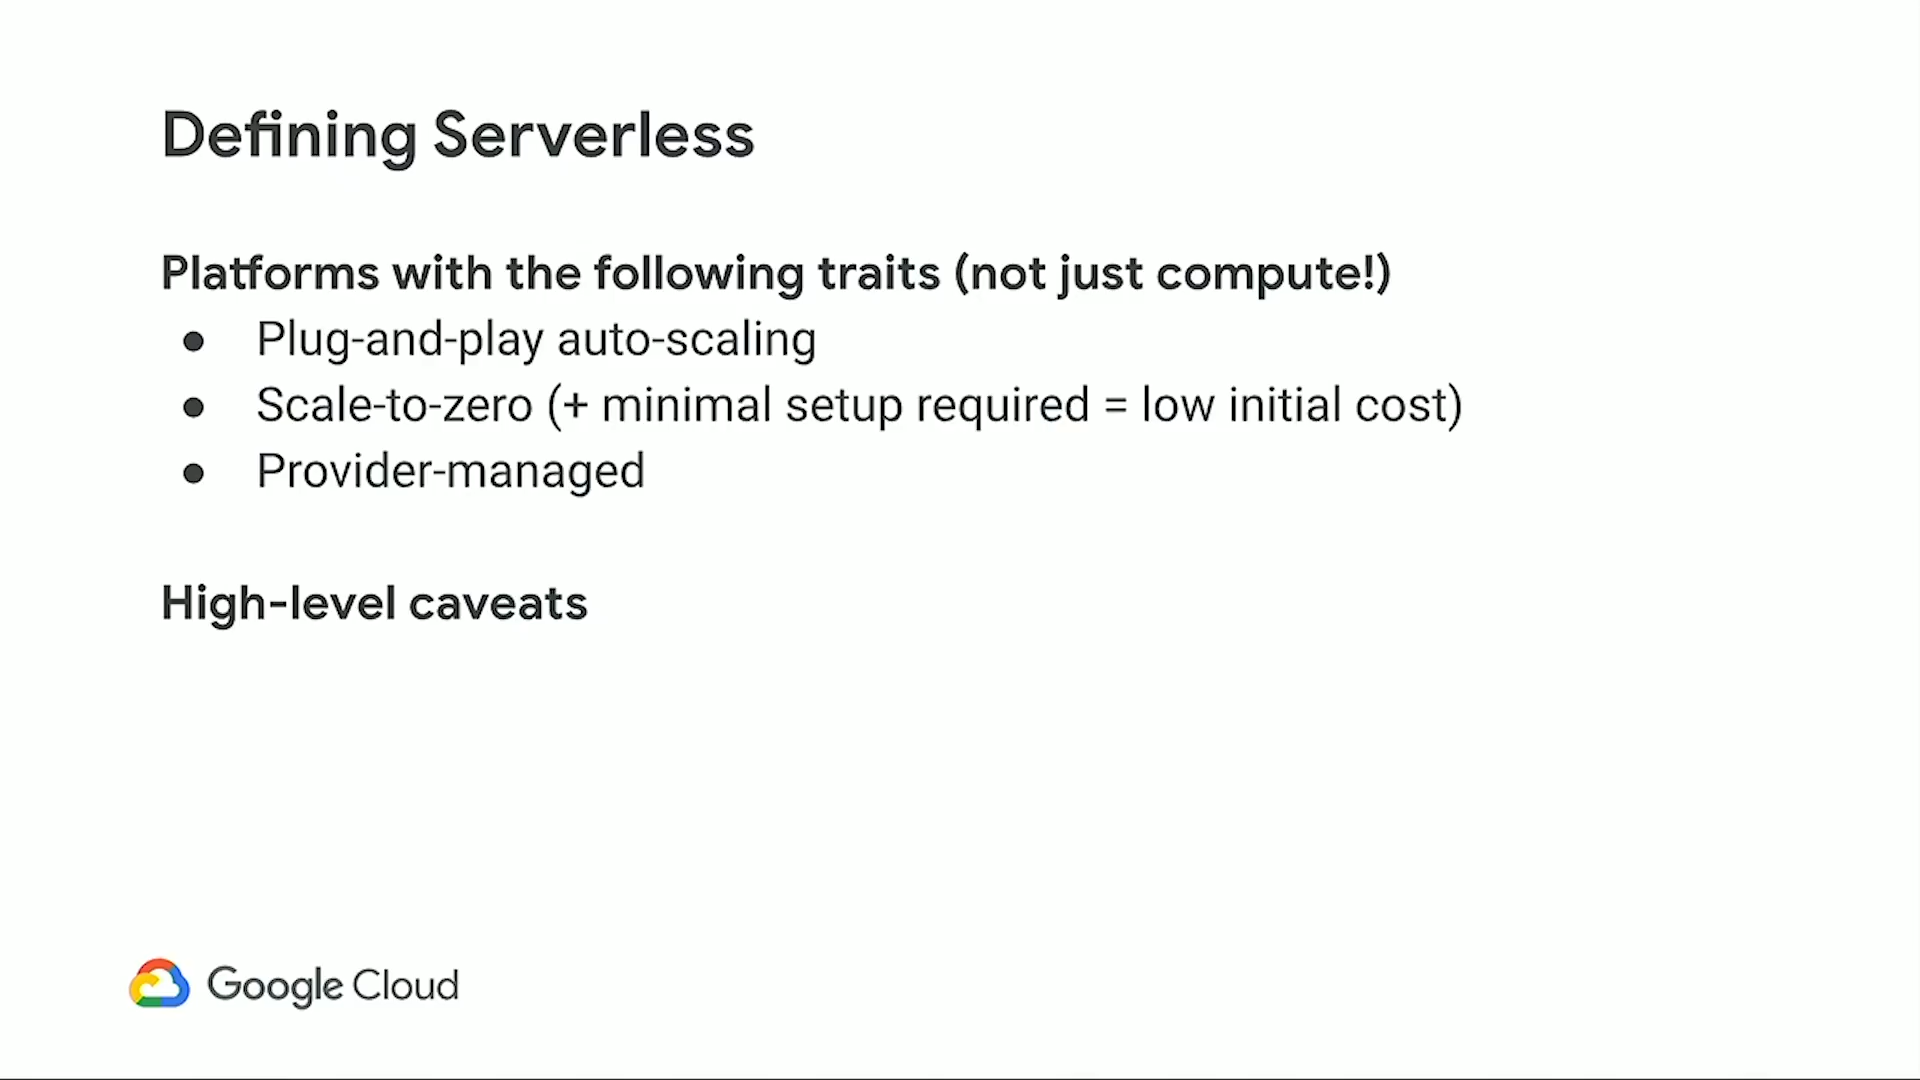 Defining Serverless
Platforms with the following traits (not just compute!)
● Plug-and-play auto-scaling
● Scale-to-zero (+ minimal setup required = low initial cost)
● Provider-managed
High-level caveats
Google Cloud